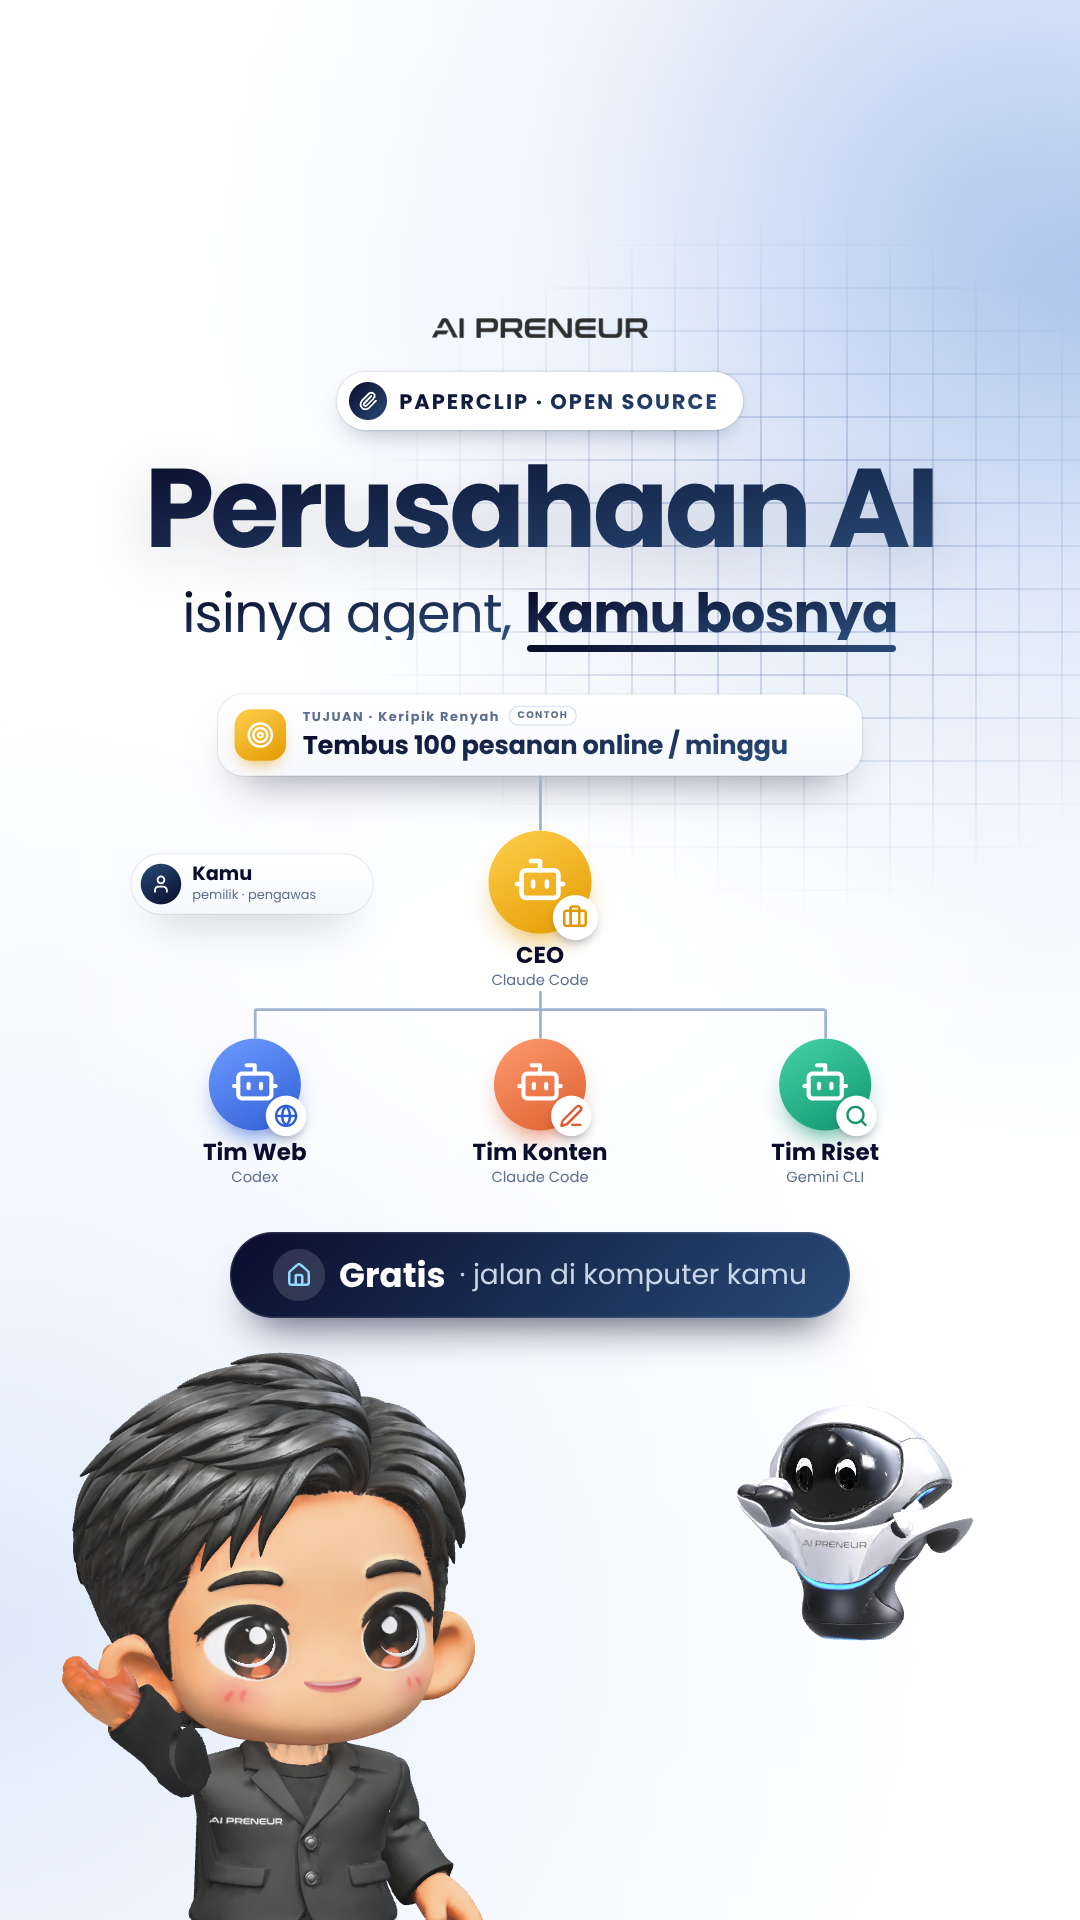 AI PRENEUR
PAPERCLIP · OPEN SOURCE
Perusahaan AI
isinya agent, kamu bosnya
TUJUAN · Keripik Renyah CONTOH
Tembus 100 pesanan online / minggu
Kamu
pemilik · pengawas
CEO
Claude Code
Tim Web
Codex
Tim Konten
Claude Code
Tim Riset
Gemini CLI
Gratis · jalan di komputer kamu
AI PRENEUR
AI PRENEUR